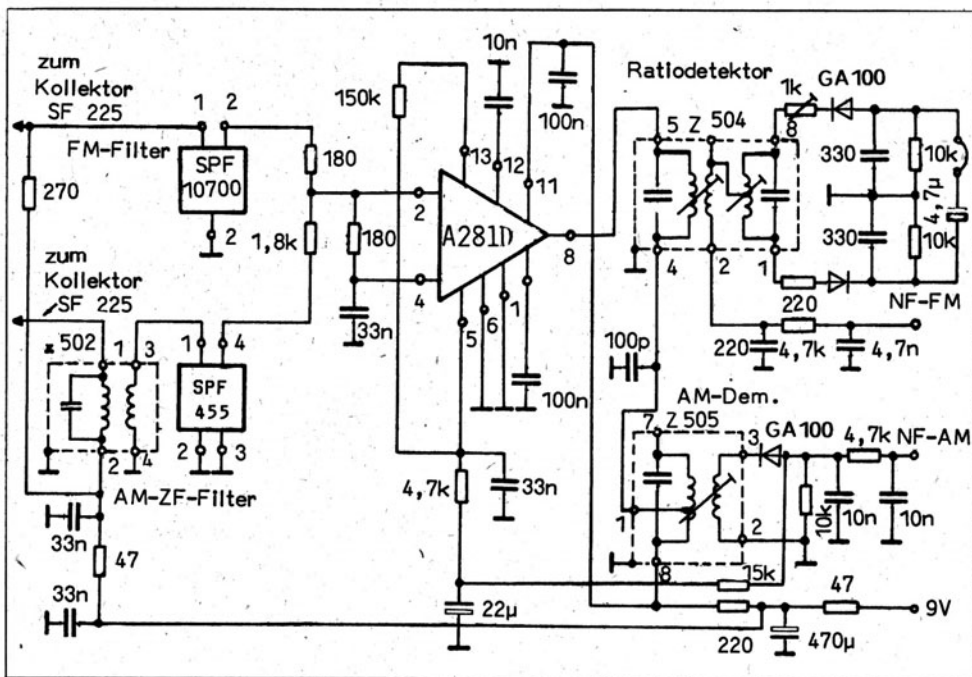 zum
Kollektor
SF 225
1 2
FM-Filter
SPF
10700
2
270
180
1,8k
180
33n
zum
Kollektor
SF 225
502
1 3
2 4
1 4
SPF
455
2 3
AM-ZF-Filter
33n
47
33n
150k
10n
13
12
11
100n
2
4
A281D
8
5
6
1
100n
4,7k
33n
22µ
Ratiodetektor
5 Z 504
1k
GA100
8
330
10k
4,7µ
330
10k
4
2
1
220
NF-FM
220
4,7k
4,7n
100p
AM-Dem.
7 Z 505
3
GA100
4,7k
NF-AM
10k
10n
10n
1
2
8
15k
47
9V
220
470µ